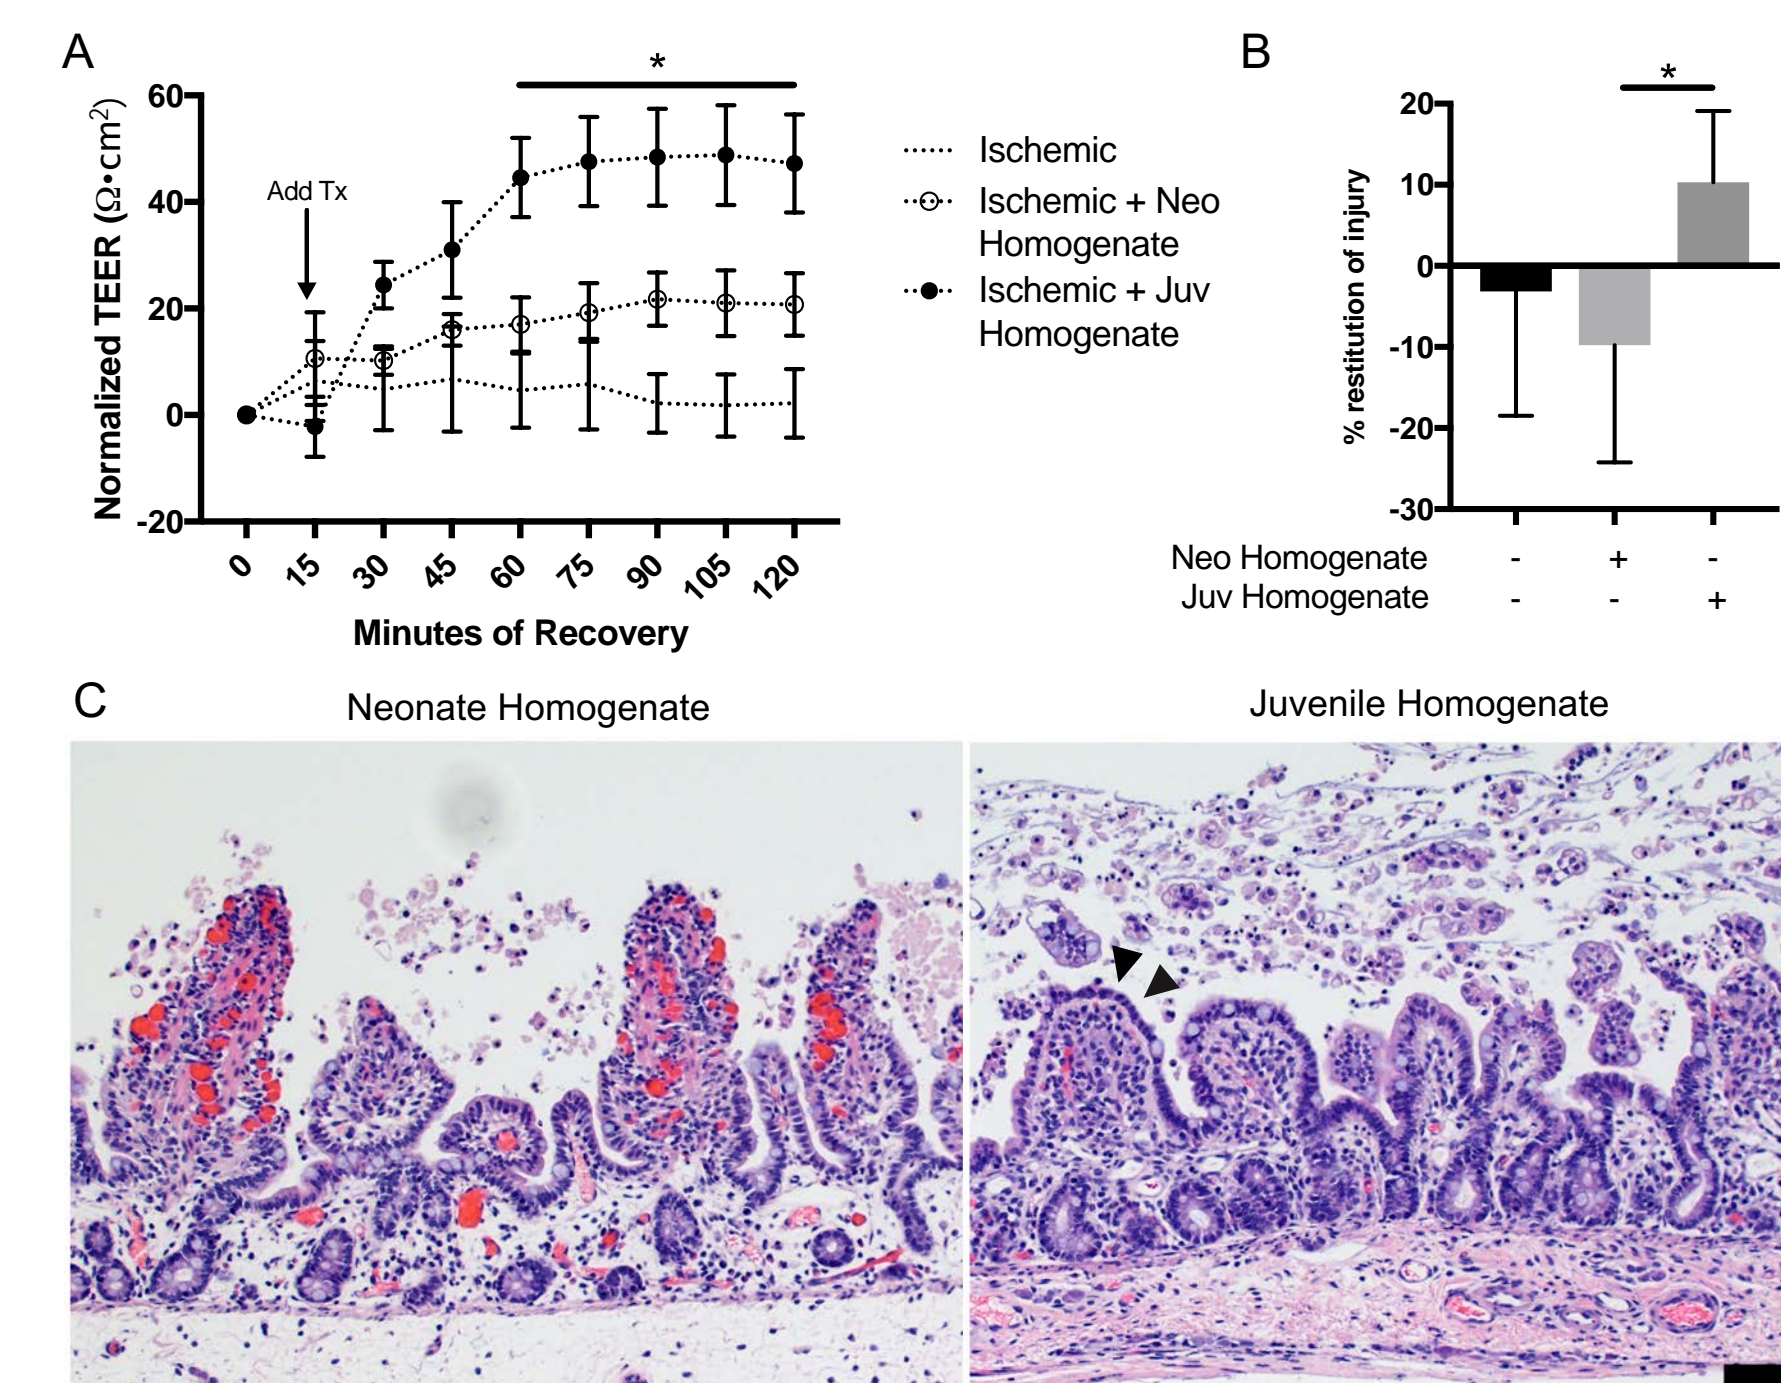 A
*
Normalized TEER (Ω•cm²)
60
40
20
0
-20
Add Tx
0
15
30
45
60
75
90
105
120
Minutes of Recovery
Ischemic
Ischemic + Neo
Homogenate
Ischemic + Juv
Homogenate
B
*
% restitution of injury
20
10
0
-10
-20
-30
Neo Homogenate - + -
Juv Homogenate - - +
C
Neonate Homogenate
Juvenile Homogenate